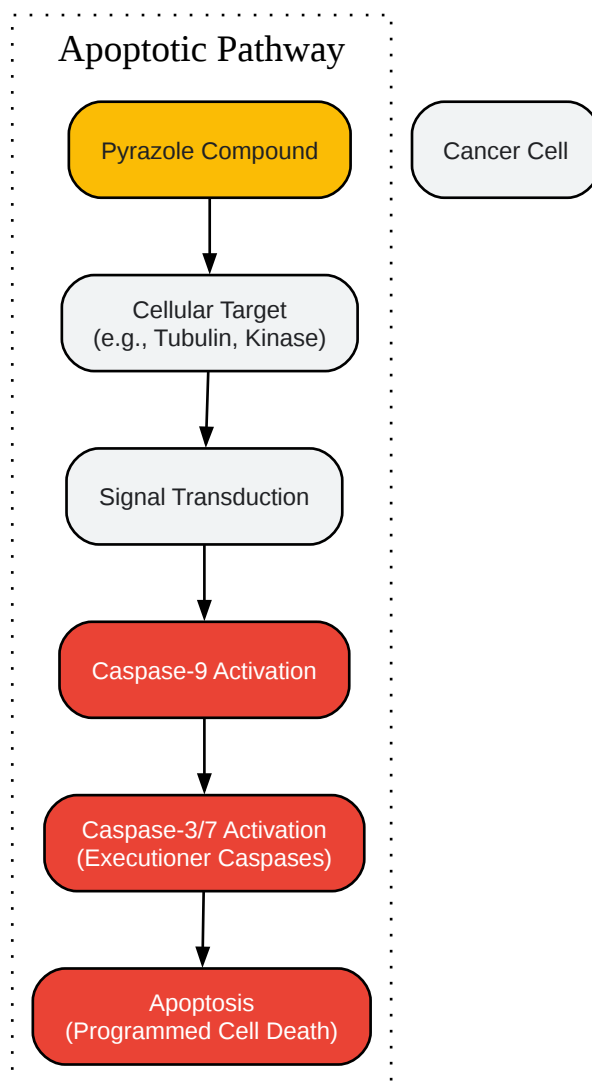 Apoptotic Pathway
Pyrazole Compound
Cancer Cell
Cellular Target
(e.g., Tubulin, Kinase)
Signal Transduction
Caspase-9 Activation
Caspase-3/7 Activation
(Executioner Caspases)
Apoptosis
(Programmed Cell Death)